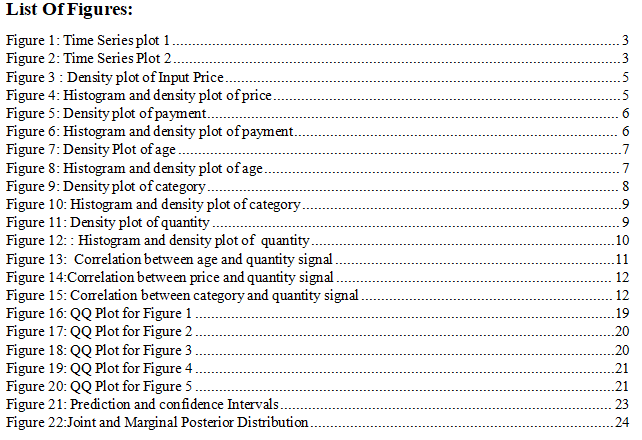 List Of Figures:
Figure 1: Time Series plot 1 3
Figure 2: Time Series Plot 2 3
Figure 3 : Density plot of Input Price 5
Figure 4: Histogram and density plot of price 5
Figure 5: Density plot of payment 6
Figure 6: Histogram and density plot of payment 6
Figure 7: Density Plot of age 7
Figure 8: Histogram and density plot of age 7
Figure 9: Density plot of category 8
Figure 10: Histogram and density plot of category 9
Figure 11: Density plot of quantity 9
Figure 12: : Histogram and density plot of quantity 10
Figure 13: Correlation between age and quantity signal 11
Figure 14:Correlation between price and quantity signal 12
Figure 15: Correlation between category and quantity signal 12
Figure 16: QQ Plot for Figure 1 19
Figure 17: QQ Plot for Figure 2 20
Figure 18: QQ Plot for Figure 3 20
Figure 19: QQ Plot for Figure 4 21
Figure 20: QQ Plot for Figure 5 21
Figure 21: Prediction and confidence Intervals 23
Figure 22:Joint and Marginal Posterior Distribution 24